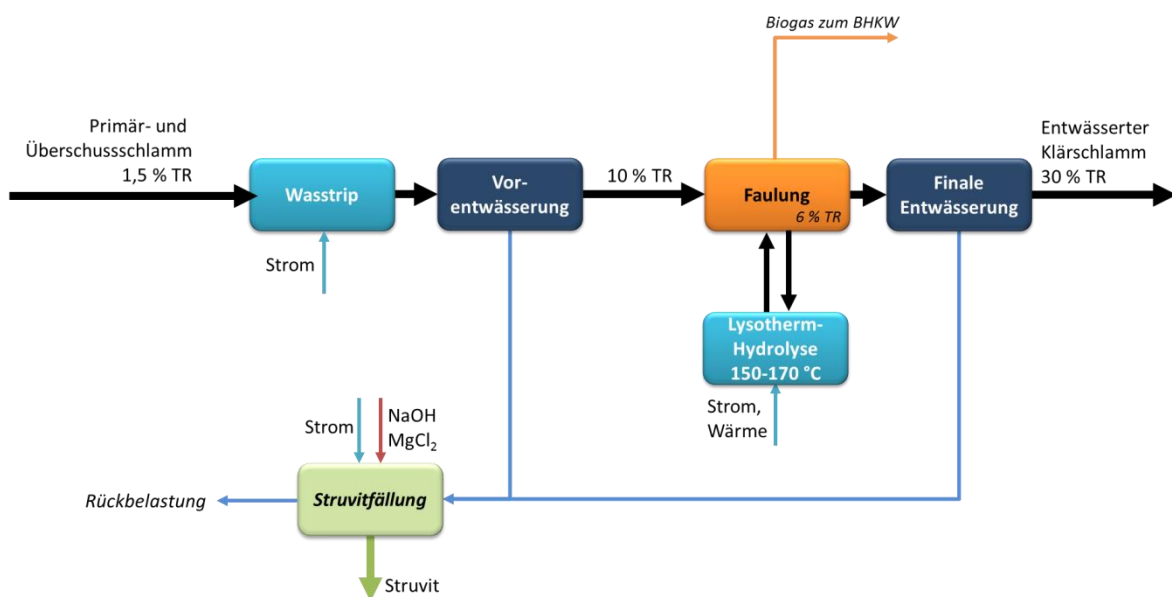 Biogas zum BHKW
Primär- und
Überschussschlamm
1,5 % TR
Wasstrip
Vor-
entwässerung
10 % TR
Faulung
6 % TR
Finale
Entwässerung
Entwässerter
Klärschlamm
30 % TR
Strom
Lysotherm-
Hydrolyse
150-170 °C
Strom,
Wärme
Strom
NaOH
MgCl₂
Struvitfällung
Rückbelastung
Struvit